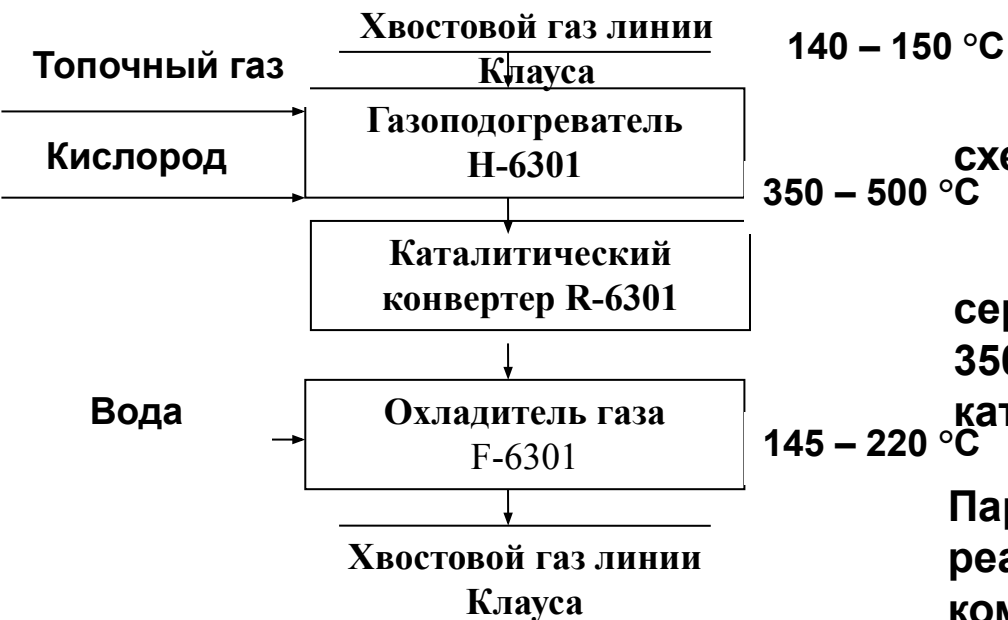 Хвостовой газ линии
Клауса
140 – 150 °C
Топочный газ
Газоподогреватель
Н-6301
Кислород
350 – 500 °C
Каталитический
конвертер R-6301
Вода
Охладитель газа
F-6301
145 – 220 °C
Хвостовой газ линии
Клауса
350